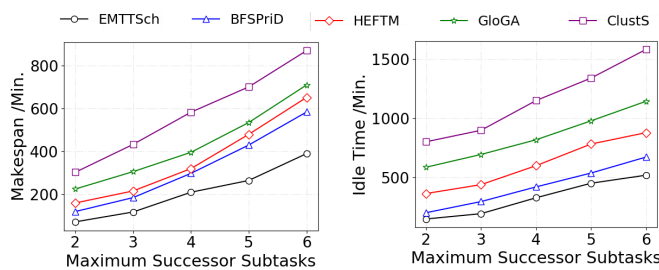 EMTTSch BFSPriD HEFTM GloGA ClustS
Makespan /Min.
800
600
400
200
2 3 4 5 6
Maximum Successor Subtasks
Idle Time /Min.
1500
1000
500
2 3 4 5 6
Maximum Successor Subtasks